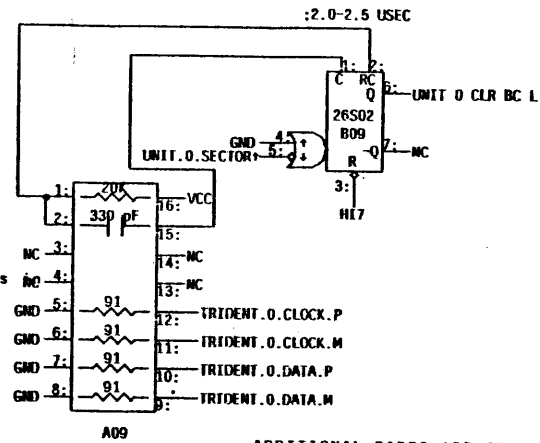 :2.0-2.5 USEC
1: 2:
C RC
6:
Q UNIT 0 CLR BC L
26S02
B09
GND 4:
UNIT.0.SECTOR 5:
7:
-Q NC
R
3:
HI7
1: 20K 16: VCC
2: 330 pF 15:
NC 3: 14: NC
s NC 4: 13: NC
GND 5: 91 12: TRIDENT.0.CLOCK.P
GND 6: 91 11: TRIDENT.0.CLOCK.M
GND 7: 91 10: TRIDENT.0.DATA.P
GND 8: 91 9: TRIDENT.0.DATA.M
A09